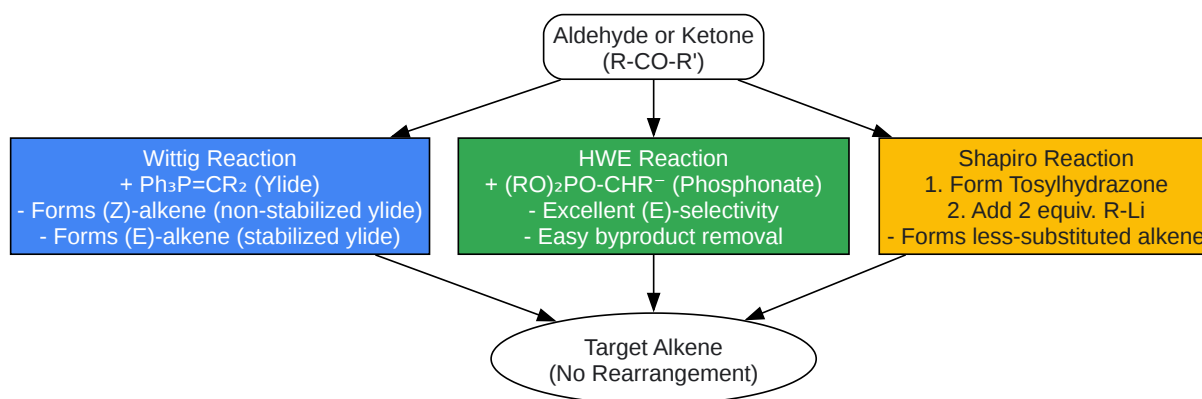 Aldehyde or Ketone
(R-CO-R')
Wittig Reaction
+ Ph₃P=CR₂ (Ylide)
- Forms (Z)-alkene (non-stabilized ylide)
- Forms (E)-alkene (stabilized ylide)
HWE Reaction
+ (RO)₂PO-CHR⁻ (Phosphonate)
- Excellent (E)-selectivity
- Easy byproduct removal
Shapiro Reaction
1. Form Tosylhydrazone
2. Add 2 equiv. R-Li
- Forms less-substituted alkene
Target Alkene
(No Rearrangement)